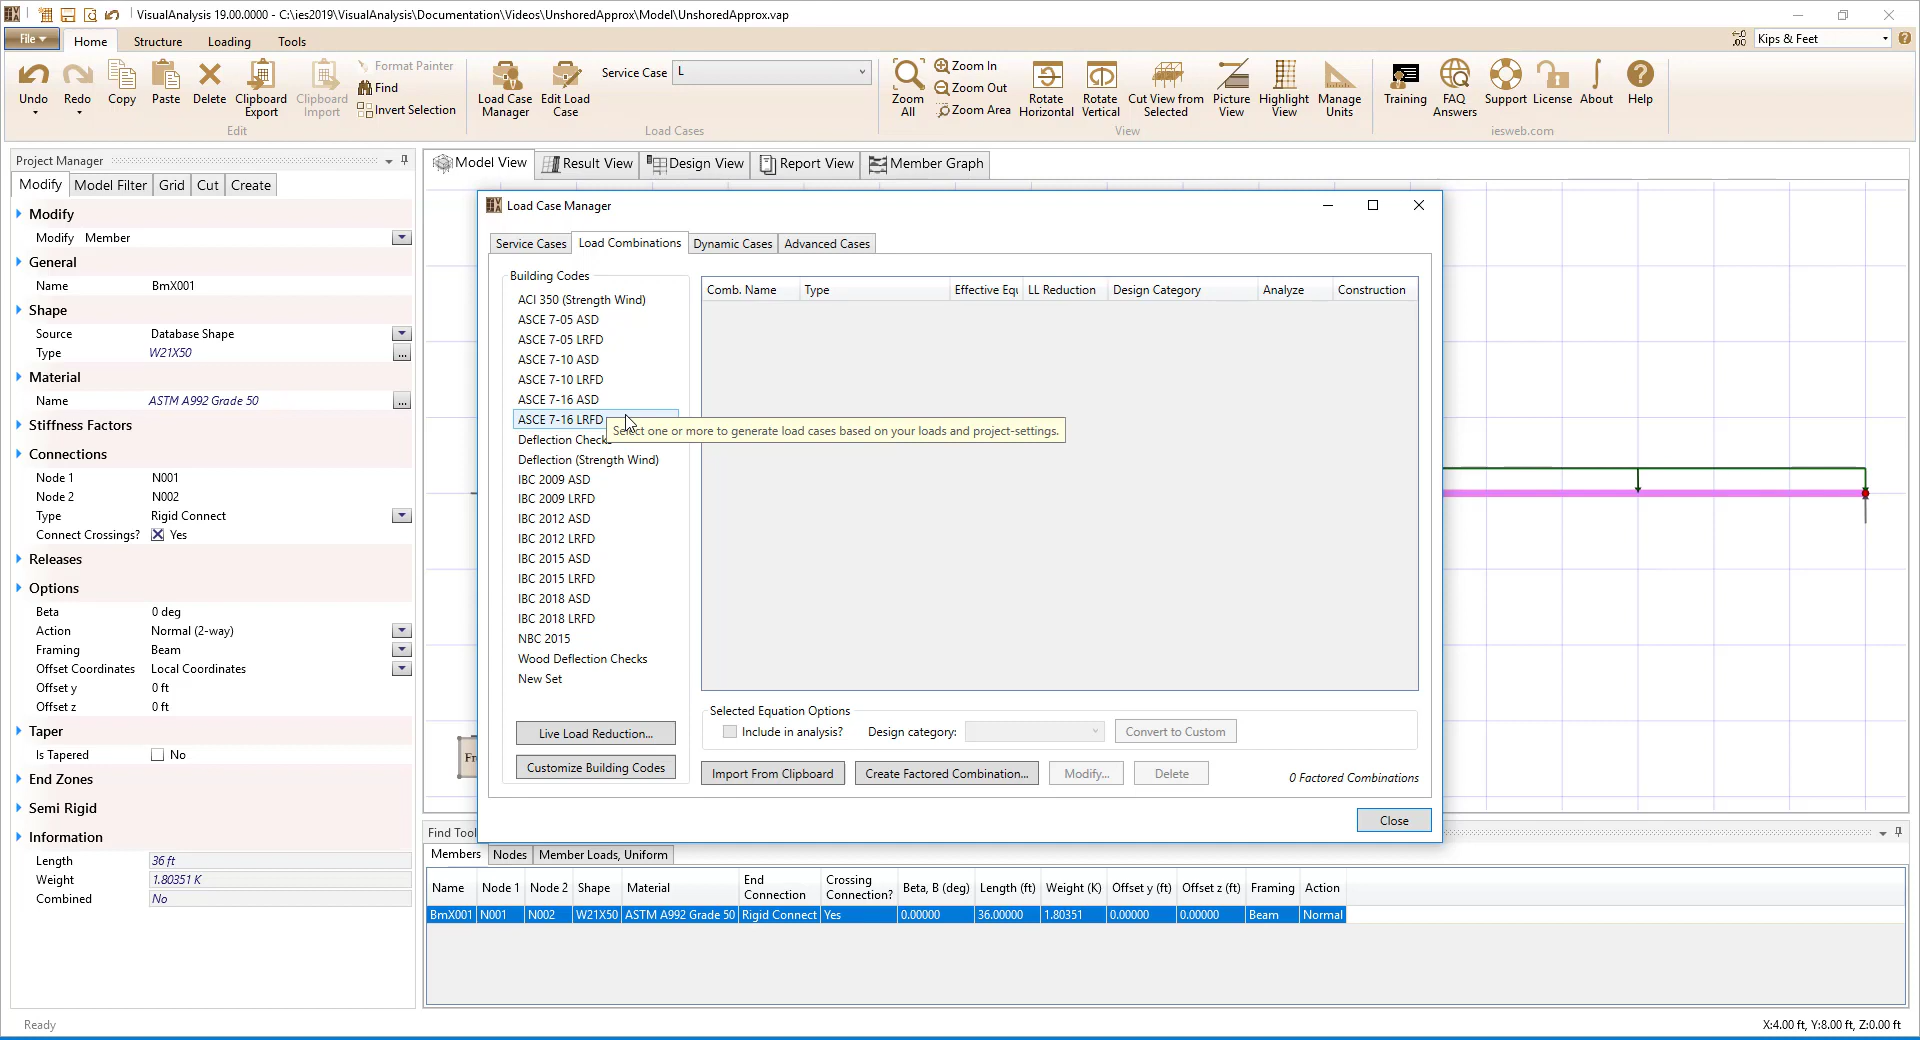 VisualAnalysis 19.00.0000 - C:\ies2019\VisualAnalysis\Documentation\Videos\UnshoredApprox\Model\UnshoredApprox.vap
File Home Structure Loading Tools
Kips & Feet
Undo Redo Copy Paste Delete Clipboard Export Clipboard Import
Format Painter
Find
Invert Selection
Edit
Load Case Manager
Edit Load Case
Service Case L
Load Cases
Zoom All
Zoom In
Zoom Out
Zoom Area
Rotate Horizontal
Rotate Vertical
Cut View from Selected
Picture View
Highlight View
Manage Units
View
Training
FAQ Answers
Support
License
About
Help
iesweb.com
Project Manager
Modify Model Filter Grid Cut Create
Modify
Modify Member
General
Name BmX001
Shape
Source Database Shape
Type W21X50 ...
Material
Name ASTM A992 Grade 50 ...
Stiffness Factors
Connections
Node 1 N001
Node 2 N002
Type Rigid Connect
Connect Crossings? Yes
Releases
Options
Beta 0 deg
Action Normal (2-way)
Framing Beam
Offset Coordinates Local Coordinates
Offset y 0 ft
Offset z 0 ft
Taper
Is Tapered No
End Zones
Semi Rigid
Information
Length 36 ft
Weight 1.80351 K
Combined No
Model View Result View Design View Report View Member Graph
Load Case Manager
Service Cases Load Combinations Dynamic Cases Advanced Cases
Building Codes
ACI 350 (Strength Wind)
ASCE 7-05 ASD
ASCE 7-05 LRFD
ASCE 7-10 ASD
ASCE 7-10 LRFD
ASCE 7-16 ASD
ASCE 7-16 LRFD
Select one or more to generate load cases based on your loads and project-settings.
Deflection Checks
Deflection (Strength Wind)
IBC 2009 ASD
IBC 2009 LRFD
IBC 2012 ASD
IBC 2012 LRFD
IBC 2015 ASD
IBC 2015 LRFD
IBC 2018 ASD
IBC 2018 LRFD
NBC 2015
Wood Deflection Checks
New Set
Live Load Reduction...
Customize Building Codes
Comb. Name Type Effective Equ LL Reduction Design Category Analyze Construction
Selected Equation Options
Include in analysis? Design category: Convert to Custom
Import From Clipboard Create Factored Combination... Modify... Delete 0 Factored Combinations
Close
Fr
Find Tool
Members Nodes Member Loads, Uniform
Name Node 1 Node 2 Shape Material End Connection Crossing Connection? Beta, B (deg) Length (ft) Weight (K) Offset y (ft) Offset z (ft) Framing Action
BmX001 N001 N002 W21X50 ASTM A992 Grade 50 Rigid Connect Yes 0.00000 36.00000 1.80351 0.00000 0.00000 Beam Normal
Ready
X:4.00 ft, Y:8.00 ft, Z:0.00 ft